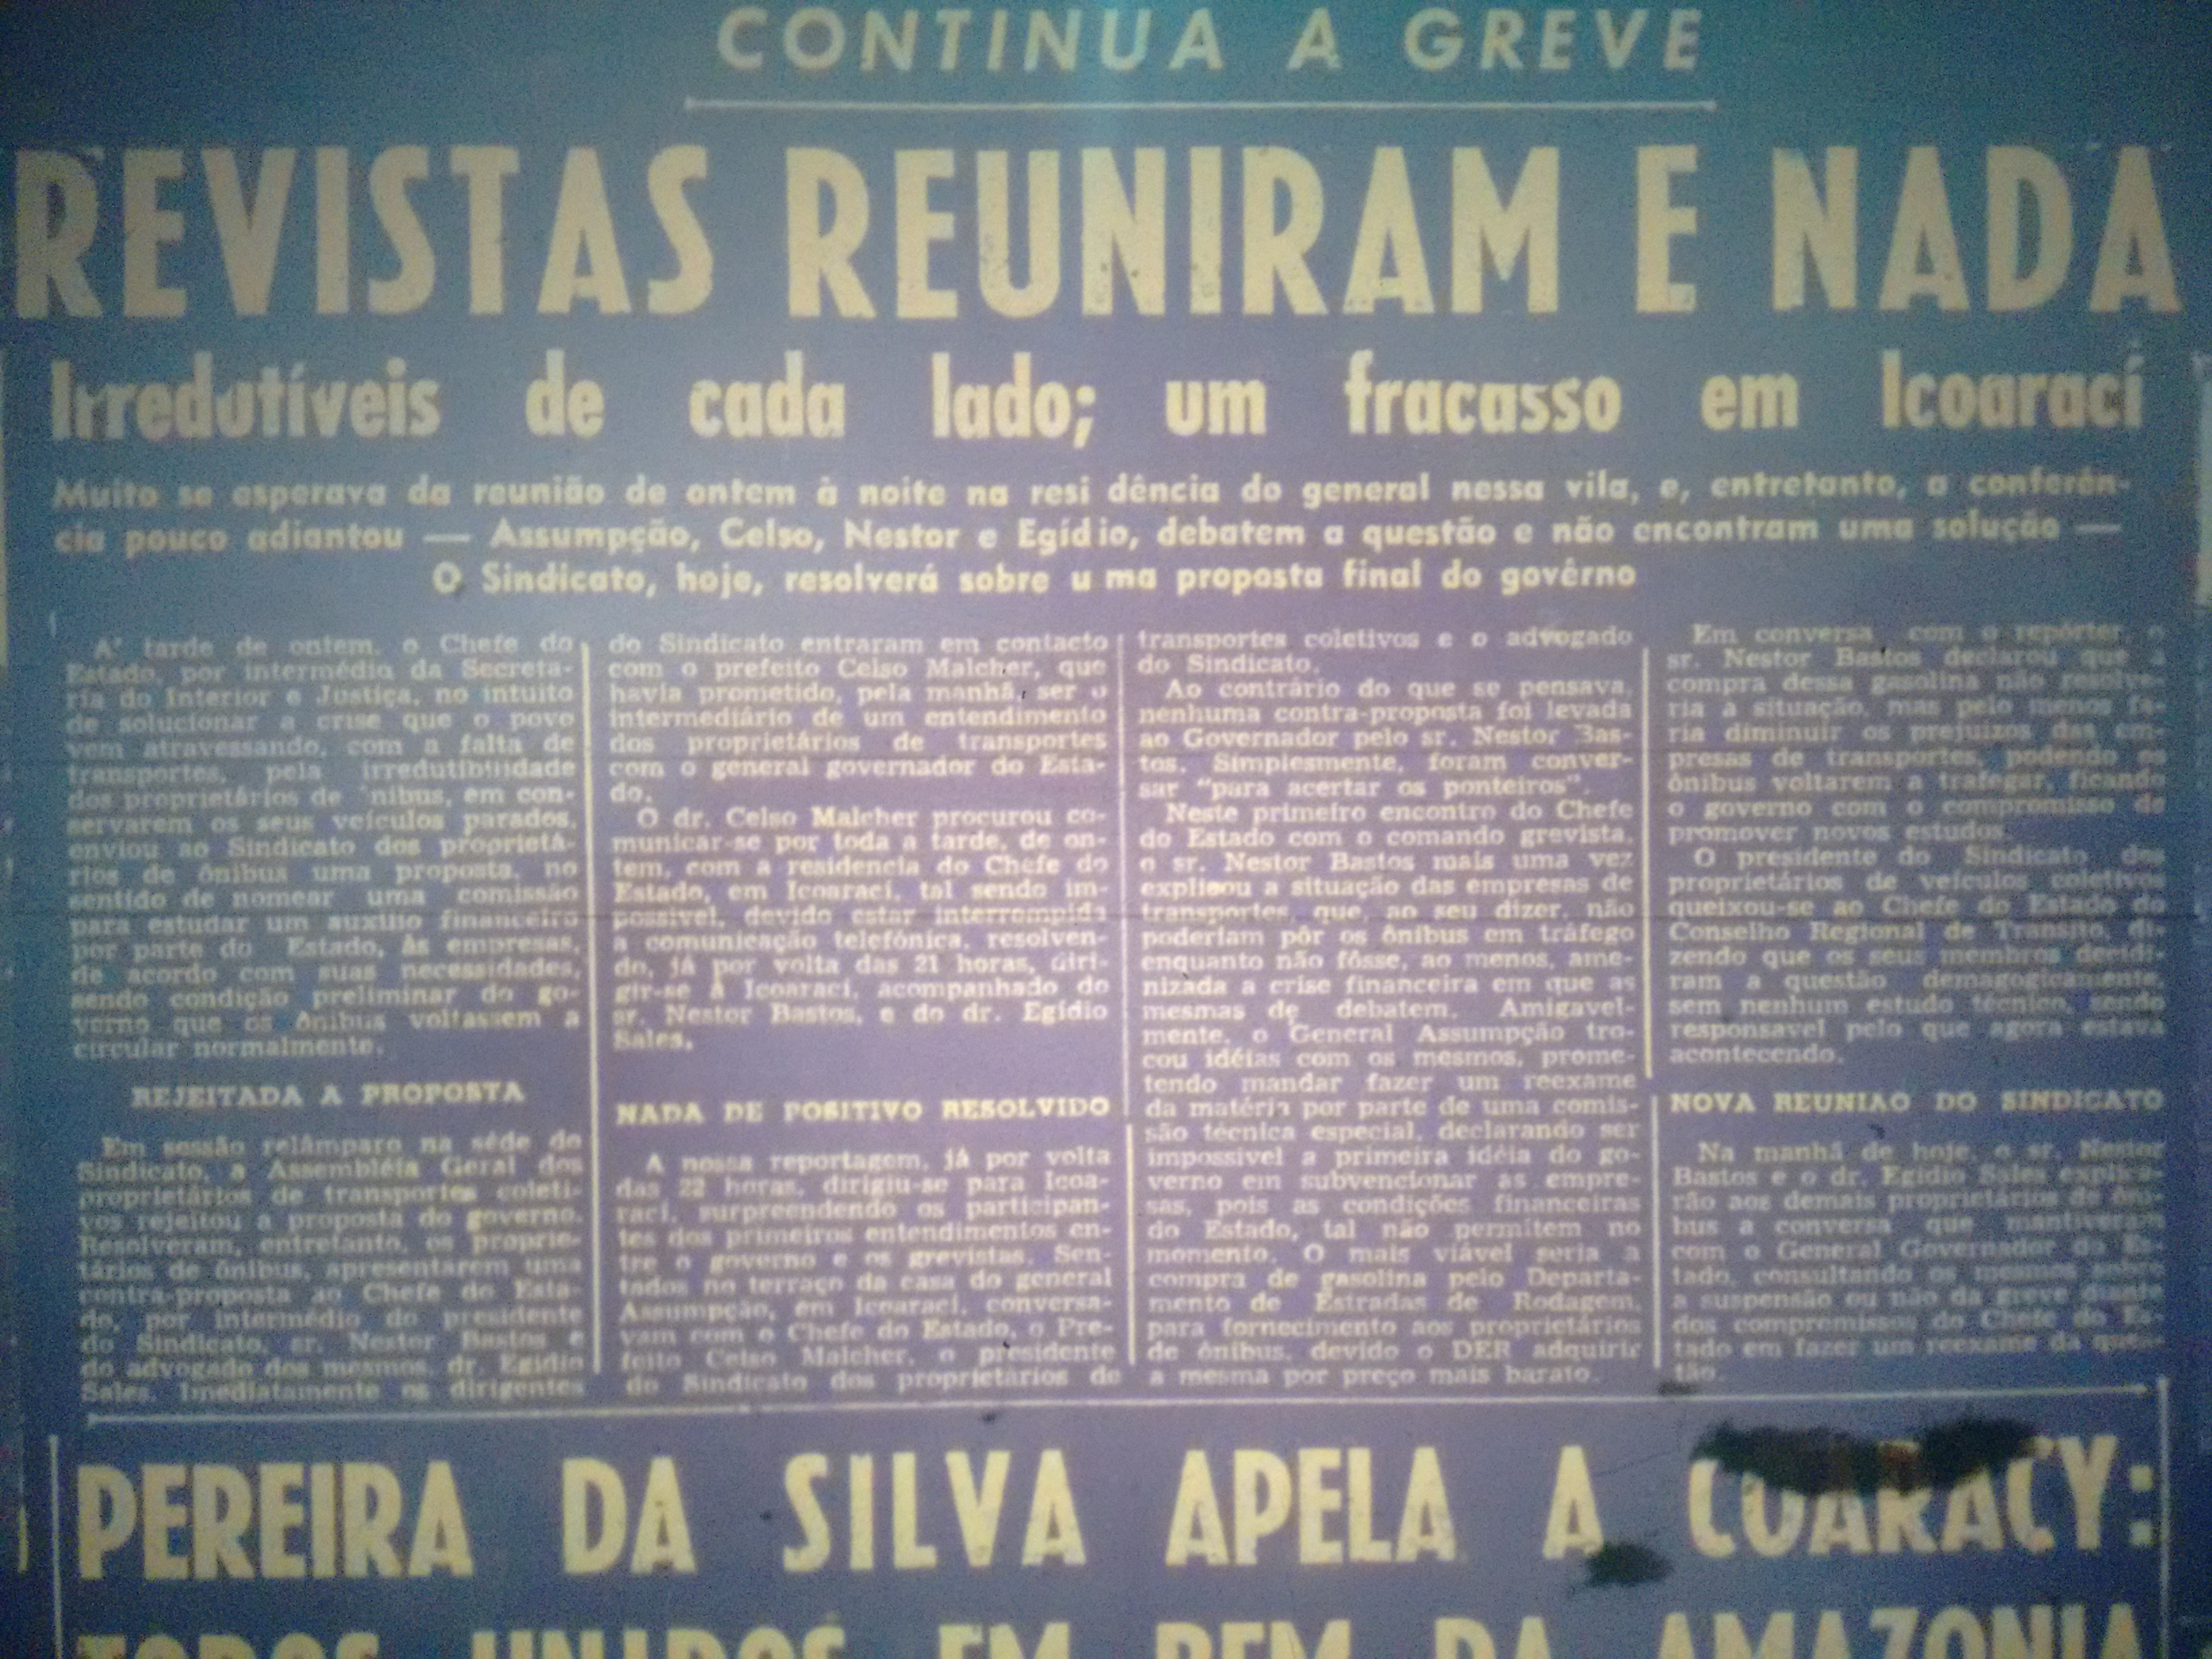 CONTINUA A GREVE
REVISTAS REUNIRAM E NADA
Irredutíveis de cada lado; um fracasso em Icoaraci
Muito se esperava da reunião de ontem à noite na resi dência do general nessa vila, e, entretanto, a conferên-
cia pouco adiantou — Assumpção, Celso, Nestor e Egídio, debatem a questão e não encontram uma solução —
O Sindicato, hoje, resolverá sobre u ma proposta final do govêrno
A' tarde de ontem, o Chefe do
Estado, por intermédio da Secreta-
ria do Interior e Justiça, no intuito
de solucionar a crise que o povo
vem atravessando, com a falta de
transportes, pela irredutibilidade
dos proprietários de ˆnibus, em con-
servarem os seus veículos parados,
enviou ao Sindicato dos proprietá-
rios de ônibus uma proposta, no
sentido de nomear uma comissão
para estudar um auxílio financeiro
por parte do Estado, às empresas,
de acordo com suas necessidades,
sendo condição preliminar do go-
verno que os ônibus voltassem a
circular normalmente.
REJEITADA A PROPOSTA
Em sessão relâmparo na séde do
Sindicato, a Assembléia Geral dos
proprietários de transportes coleti-
vos rejeitou a proposta do governo.
Resolveram, entretanto, os proprie-
tários de ônibus, apresentarem uma
contra-proposta ao Chefe do Esta-
do, por intermédio do presidente
do Sindicato, sr. Nestor Bastos e
do advogado dos mesmos, dr. Egidio
Sales. Imediatamente os dirigentes
do Sindicato entraram em contacto
com o prefeito Celso Malcher, que
havia prometido, pela manhã, ser o
intermediário de um entendimento
dos proprietários de transportes
com o general governador do Esta-
do.
O dr. Celso Malcher procurou co-
municar-se por toda a tarde, de on-
tem, com a residencia do Chefe do
Estado, em Icoaraci, tal sendo im-
possivel, devido estar interrompida
a comunicação telefônica, resolven-
do, já por volta das 21 horas, diri-
gir-se à Icoaraci, acompanhado do
sr. Nestor Bastos, e do dr. Egídio
Sales.
NADA DE POSITIVO RESOLVIDO
A nossa reportagem, já por volta
das 22 horas, dirigiu-se para Icoa-
raci, surpreendendo os participan-
tes dos primeiros entendimentos en-
tre o governo e os grevistas. Sen-
tados no terraço da casa do general
Assumpção, em Icoaraci, conversa-
vam com o Chefe do Estado, o Pre-
feito Celso Malcher, o presidente
do Sindicato dos proprietários de
transportes coletivos e o advogado
do Sindicato.
Ao contrário do que se pensava,
nenhuma contra-proposta foi levada
ao Governador pelo sr. Nestor Bas-
tos. Simplesmente, foram conver-
sar "para acertar os ponteiros".
Neste primeiro encontro do Chefe
do Estado com o comando grevista,
o sr. Nestor Bastos mais uma vez
explicou a situação das empresas de
transportes, que, ao seu dizer, não
poderiam pôr os ônibus em tráfego
enquanto não fôsse, ao menos, ame-
nizada a crise financeira em que as
mesmas de debatem. Amigavel-
mente, o General Assumpção tro-
cou idéias com os mesmos, prome-
tendo mandar fazer um reexame
da matéria por parte de uma comis-
são técnica especial, declarando ser
impossivel a primeira idéia do go-
verno em subvencionar as empre-
sas, pois as condições financeiras
do Estado, tal não permitem no
momento. O mais viável seria a
compra de gasolina pelo Departa-
mento de Estradas de Rodagem,
para fornecimento aos proprietários
de ônibus, devido o DER adquirir
a mesma por preço mais barato.
Em conversa com o repórter, o
sr. Nestor Bastos declarou que a
compra dessa gasolina não resolve-
ria a situação, mas pelo menos fa-
ria diminuir os prejuizos das em-
presas de transportes, podendo os
ônibus voltarem a trafegar, ficando
o governo com o compromisso de
promover novos estudos.
O presidente do Sindicato dos
proprietários de veículos coletivos
queixou-se ao Chefe do Estado do
Conselho Regional de Transito, di-
zendo que os seus membros decidi-
ram a questão demagogicamente,
sem nenhum estudo técnico, sendo
responsavel pelo que agora estava
acontecendo.
NOVA REUNIAO DO SINDICATO
Na manhã de hoje, o sr. Nestor
Bastos e o dr. Egidio Sales explica-
rão aos demais proprietários de ôni-
bus a conversa que mantiveram
com o General Governador do Es-
tado, consultando os mesmos sobre
a suspensão ou não da greve diante
dos compromissos do Chefe do Es-
tado em fazer um reexame da ques-
tão.
PEREIRA DA SILVA APELA A COARACY:
TODOS UNIDOS EM BEM DA AMAZONIA